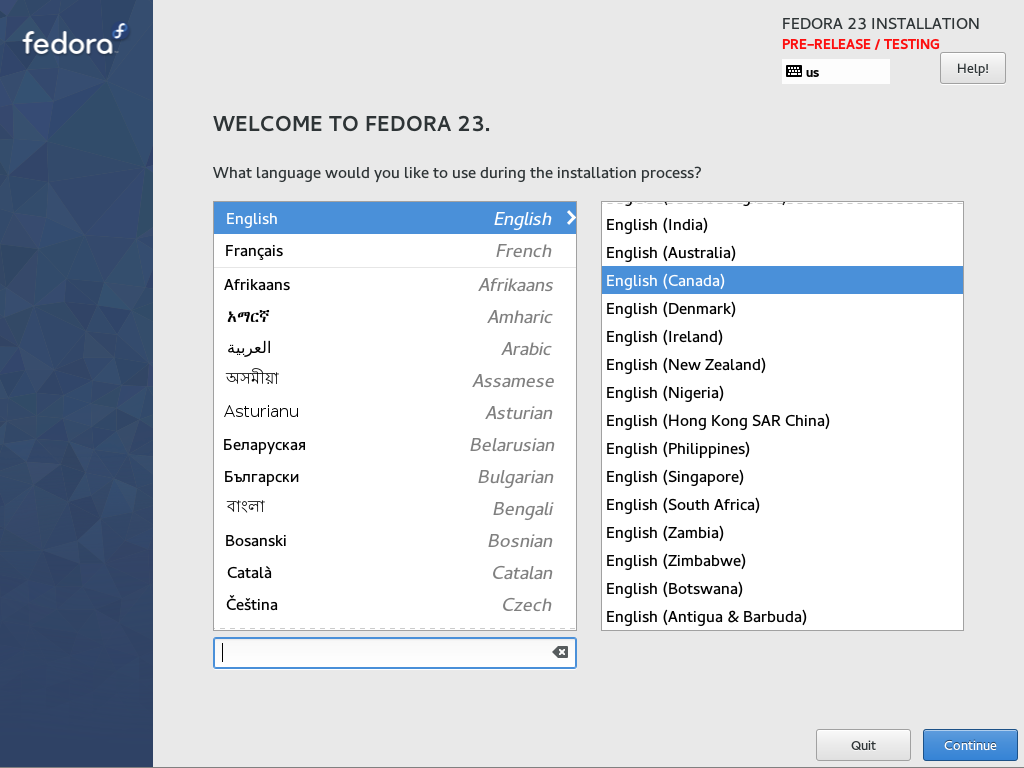 fedora
FEDORA 23 INSTALLATION
PRE-RELEASE / TESTING
us
Help!
WELCOME TO FEDORA 23.
What language would you like to use during the installation process?
English English
Français French
Afrikaans Afrikaans
አማርኛ Amharic
العربية Arabic
অসমীয়া Assamese
Asturianu Asturian
Беларуская Belarusian
Български Bulgarian
বাংলা Bengali
Bosanski Bosnian
Català Catalan
Čeština Czech
English (India)
English (Australia)
English (Canada)
English (Denmark)
English (Ireland)
English (New Zealand)
English (Nigeria)
English (Hong Kong SAR China)
English (Philippines)
English (Singapore)
English (South Africa)
English (Zambia)
English (Zimbabwe)
English (Botswana)
English (Antigua & Barbuda)
Quit
Continue